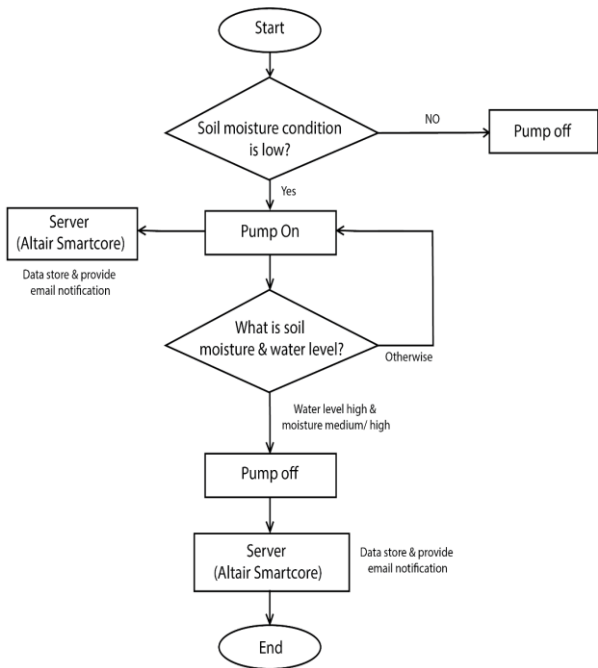 Start
Soil moisture condition
is low?
NO
Pump off
Yes
Server
(Altair Smartcore)
Pump On
Data store & provide
email notification
What is soil
moisture & water level?
Otherwise
Water level high &
moisture medium/ high
Pump off
Server
(Altair Smartcore)
Data store & provide
email notification
End